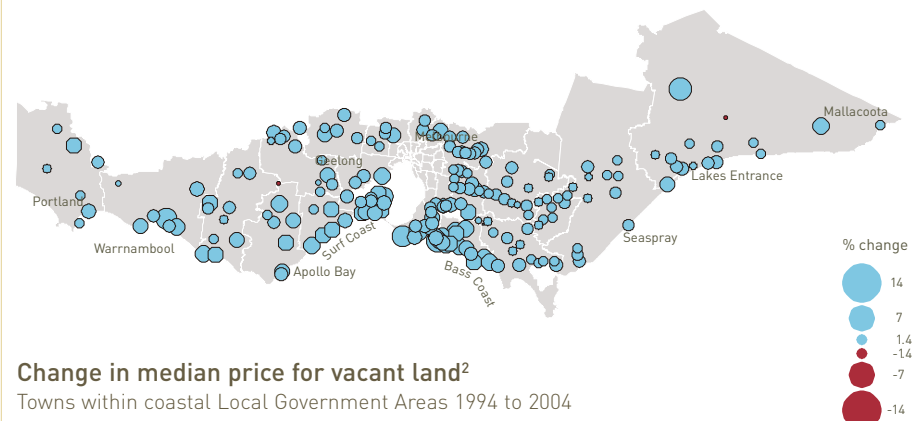 Mallacoota
Melbourne
Geelong
Lakes Entrance
Portland
Seaspray
Warrnambool
Surf Coast
Apollo Bay
Bass Coast
% change
14
7
1.4
-1.4
-7
-14
Change in median price for vacant land²
Towns within coastal Local Government Areas 1994 to 2004